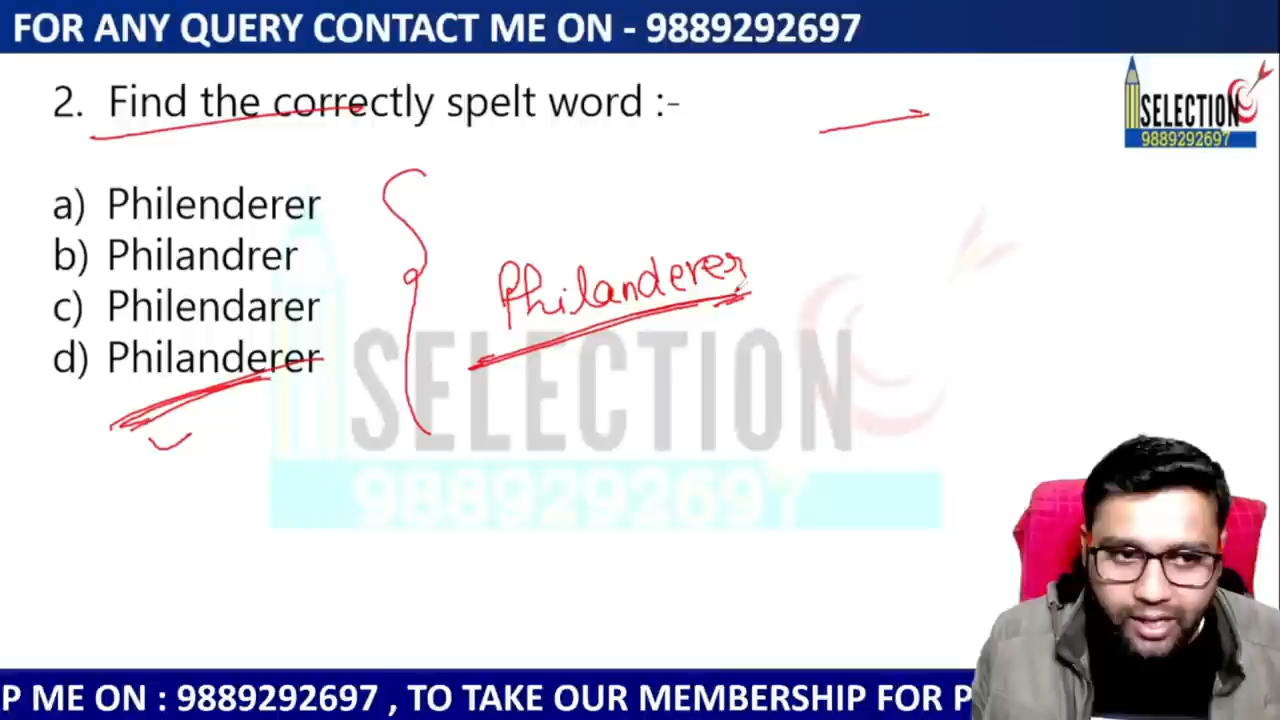 FOR ANY QUERY CONTACT ME ON - 9889292697
SELECTION
9889292697
2. Find the correctly spelt word :-
a) Philenderer
b) Philandrer
c) Philendarer
d) Philanderer
Philanderer
SELECTION
9889292697
P ME ON : 9889292697 , TO TAKE OUR MEMBERSHIP FOR P